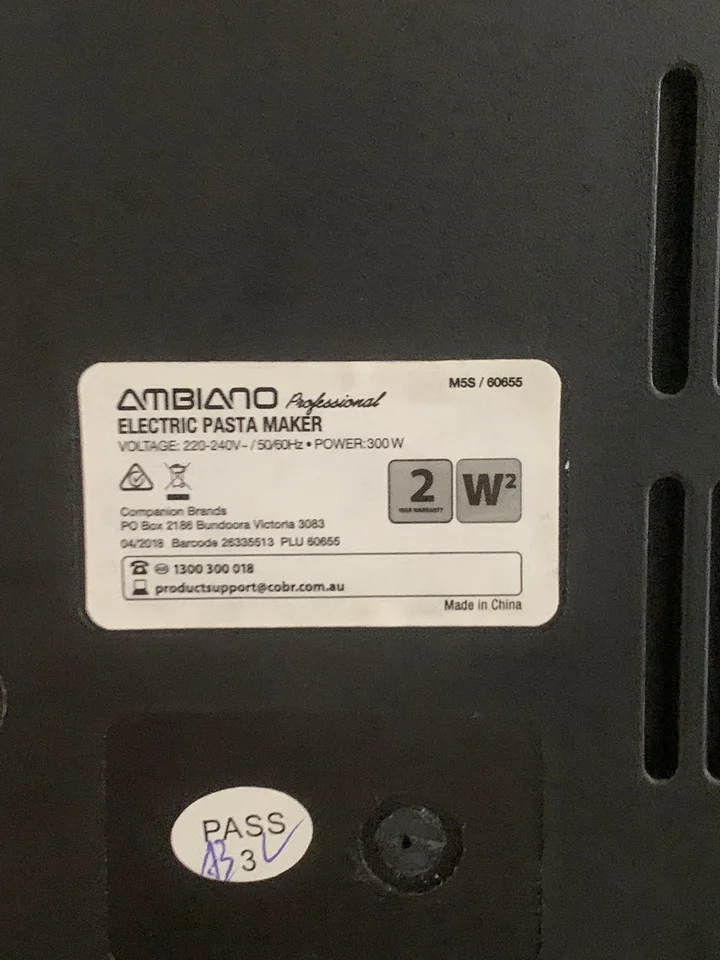 AMBIANO Professional
M5S / 60655
ELECTRIC PASTA MAKER
VOLTAGE: 220-240V~ / 50/60Hz • POWER: 300 W
2
YEAR WARRANTY
W²
Companion Brands
PO Box 2186 Bundoora Victoria 3083
04/2018 Barcode 26335513 PLU 60655
1300 300 018
productsupport@cobr.com.au
Made in China
PASS
3